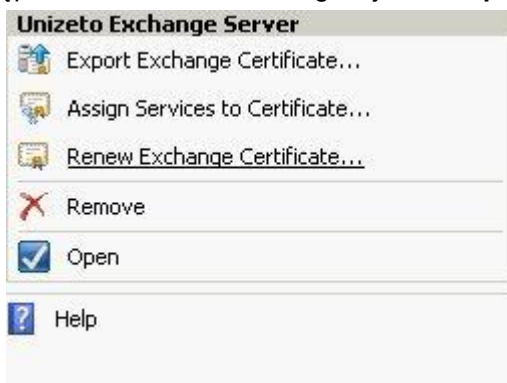 Unizeto Exchange Server
Export Exchange Certificate...
Assign Services to Certificate...
Renew Exchange Certificate...
Remove
Open
Help